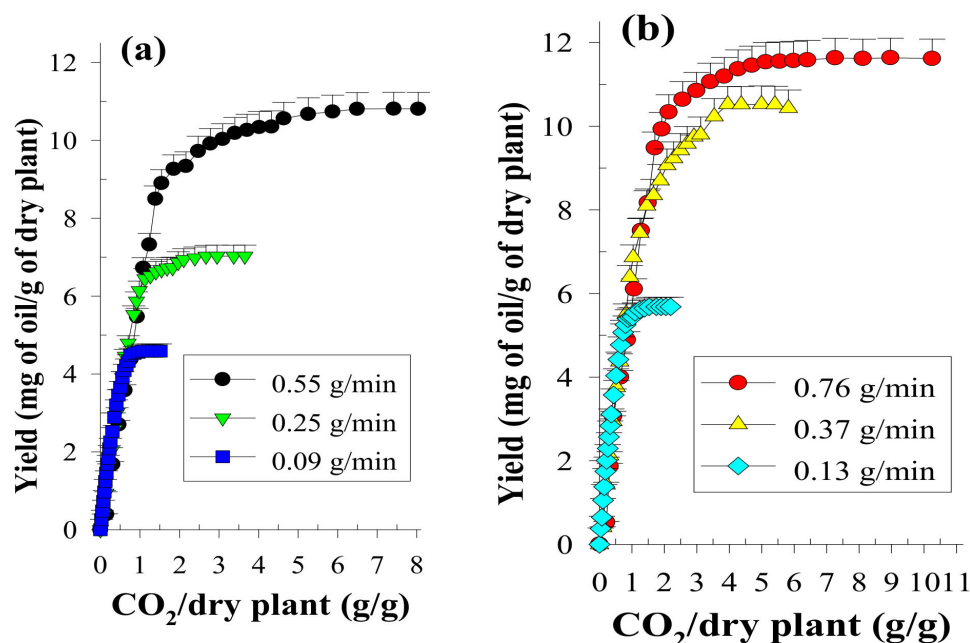 (a)
Yield (mg of oil/g of dry plant)
12
10
8
6
4
2
0
0 1 2 3 4 5 6 7 8
CO₂/dry plant (g/g)
0.55 g/min
0.25 g/min
0.09 g/min
(b)
Yield (mg of oil/g of dry plant)
12
10
8
6
4
2
0
0 1 2 3 4 5 6 7 8 9 1011
CO₂/dry plant (g/g)
0.76 g/min
0.37 g/min
0.13 g/min